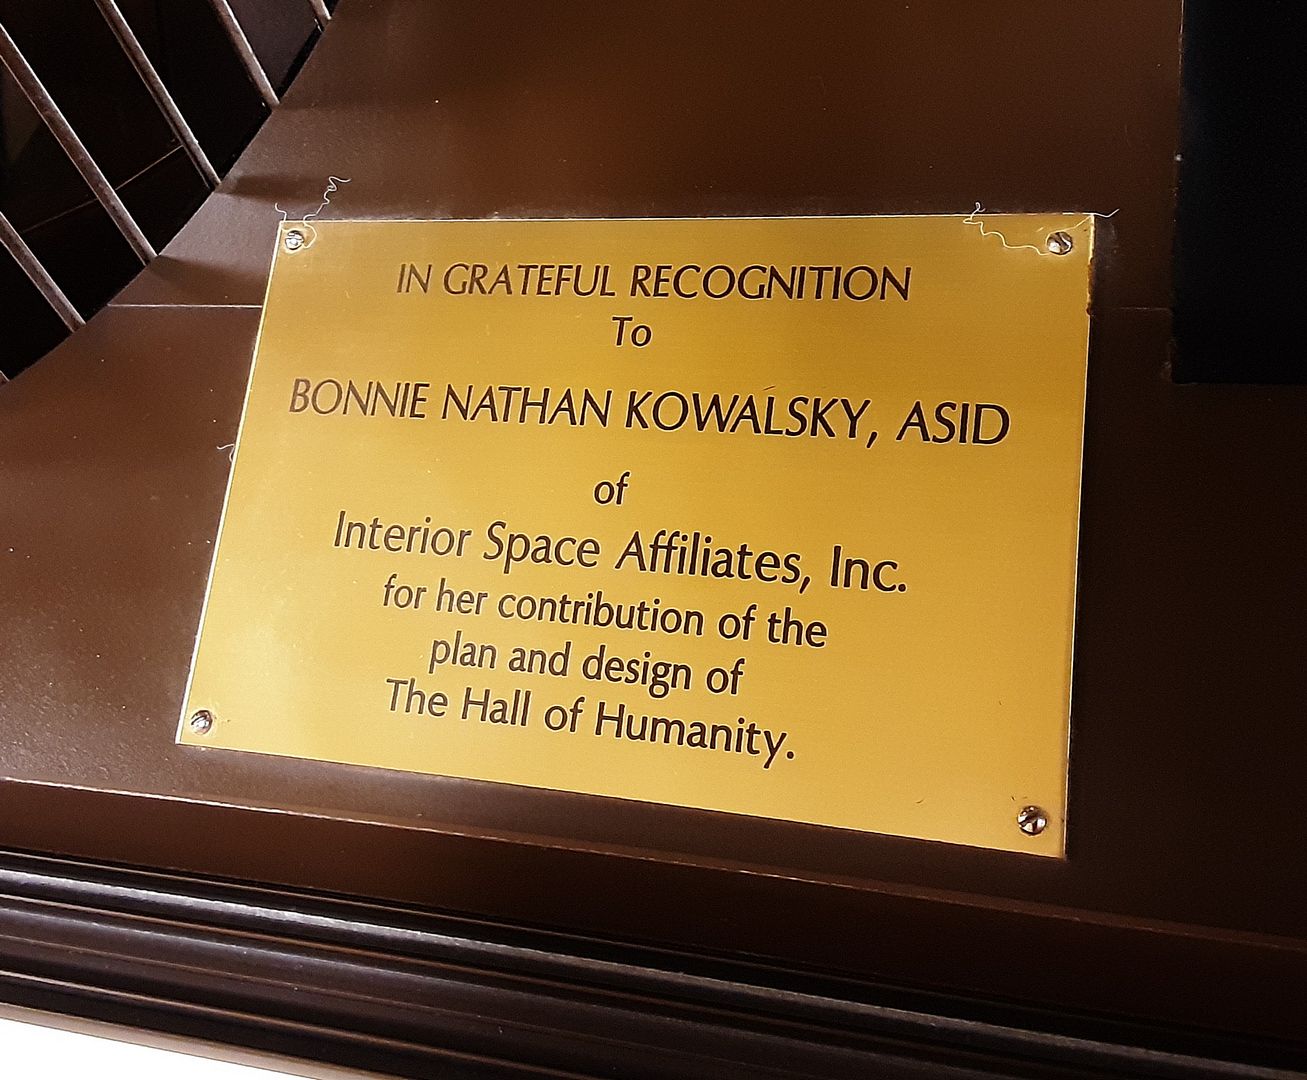 IN GRATEFUL RECOGNITION
To
BONNIE NATHAN KOWALSKY, ASID
of
Interior Space Affiliates, Inc.
for her contribution of the
plan and design of
The Hall of Humanity.